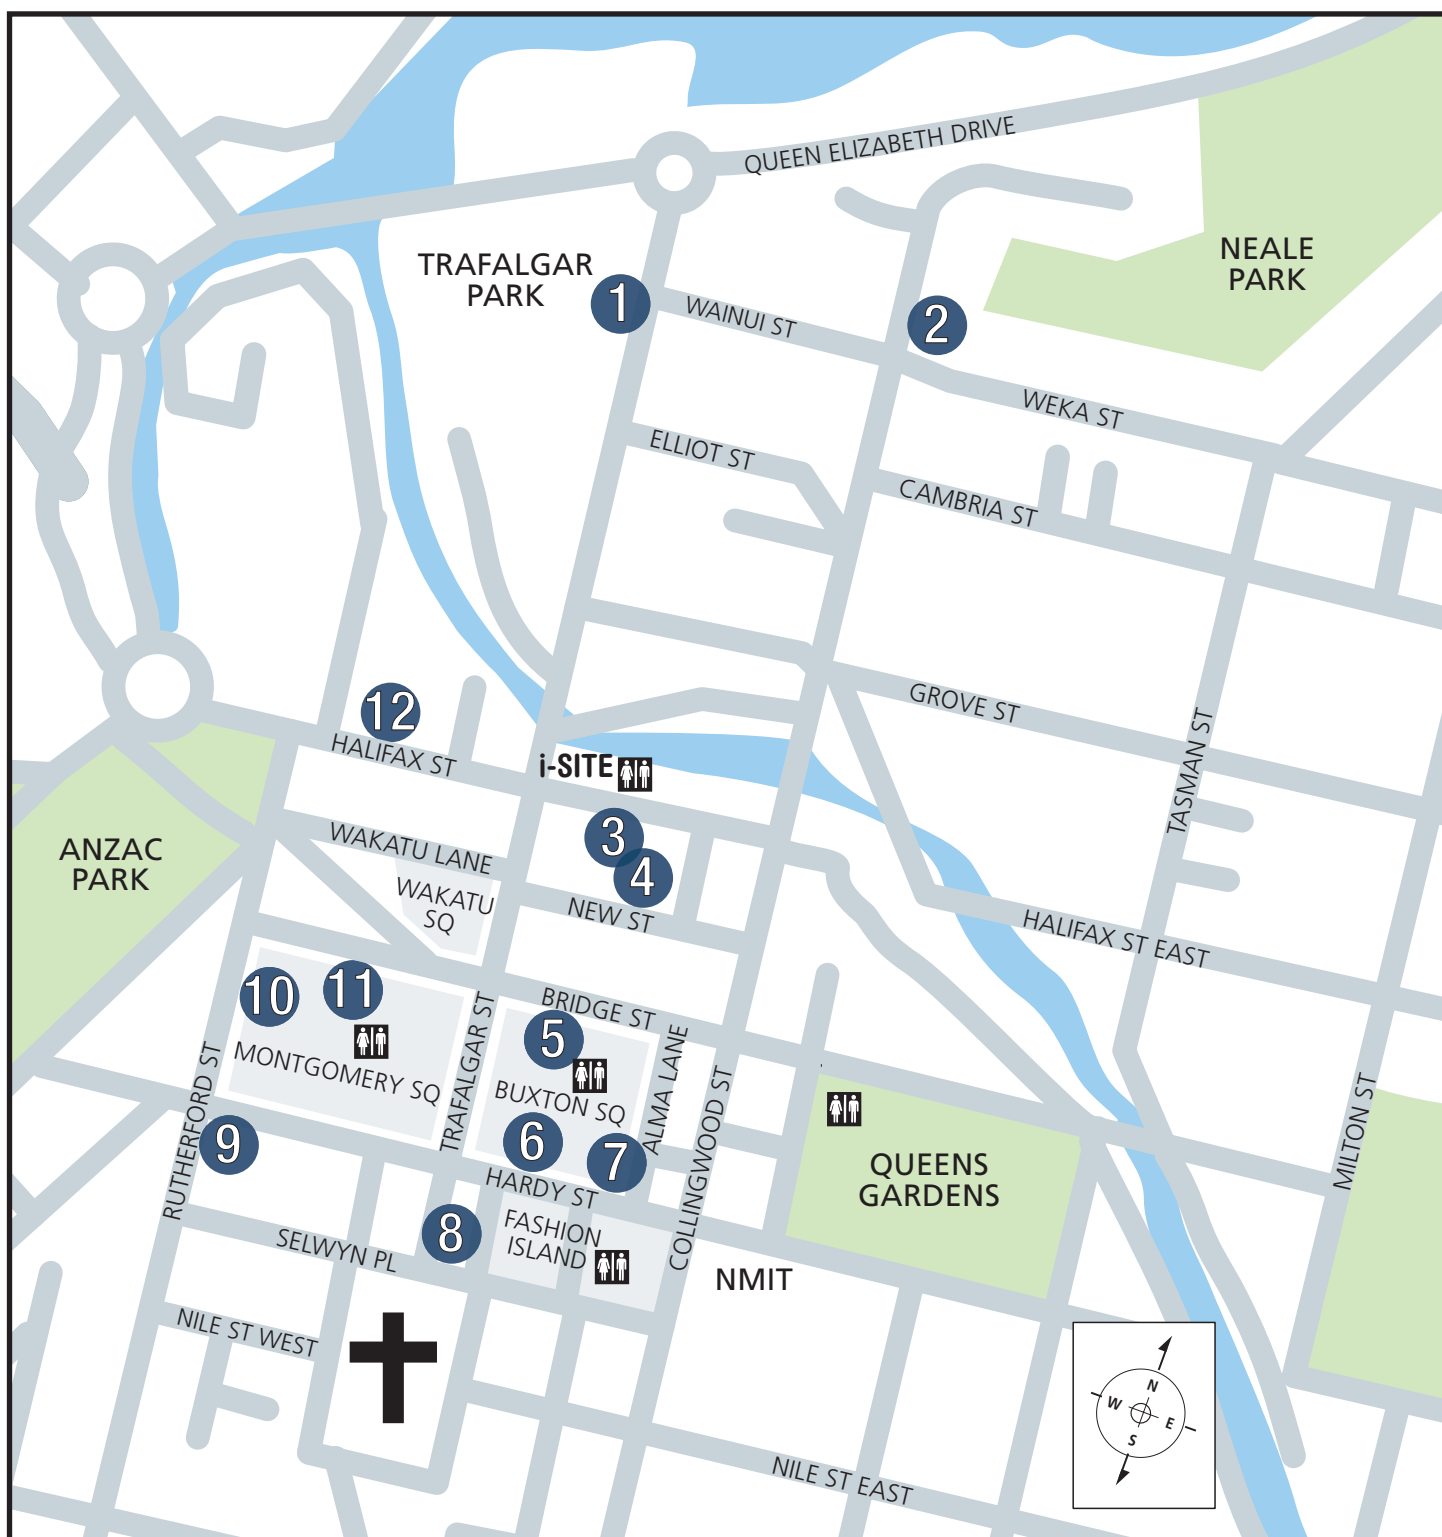 QUEEN ELIZABETH DRIVE
TRAFALGAR
PARK
NEALE
PARK
1
WAINUI ST
2
WEKA ST
ELLIOT ST
CAMBRIA ST
GROVE ST
12
HALIFAX ST
i-SITE
TASMAN ST
3
4
WAKATU LANE
ANZAC
PARK
WAKATU
SQ
NEW ST
HALIFAX ST EAST
10
11
MONTGOMERY SQ
TRAFALGAR ST
BRIDGE ST
5
BUXTON SQ
ALMA LANE
6
7
RUTHERFORD ST
9
COLLINGWOOD ST
QUEENS
GARDENS
MILTON ST
HARDY ST
8
FASHION
ISLAND
SELWYN PL
NMIT
NILE ST WEST
NILE ST EAST
N
W
E
S